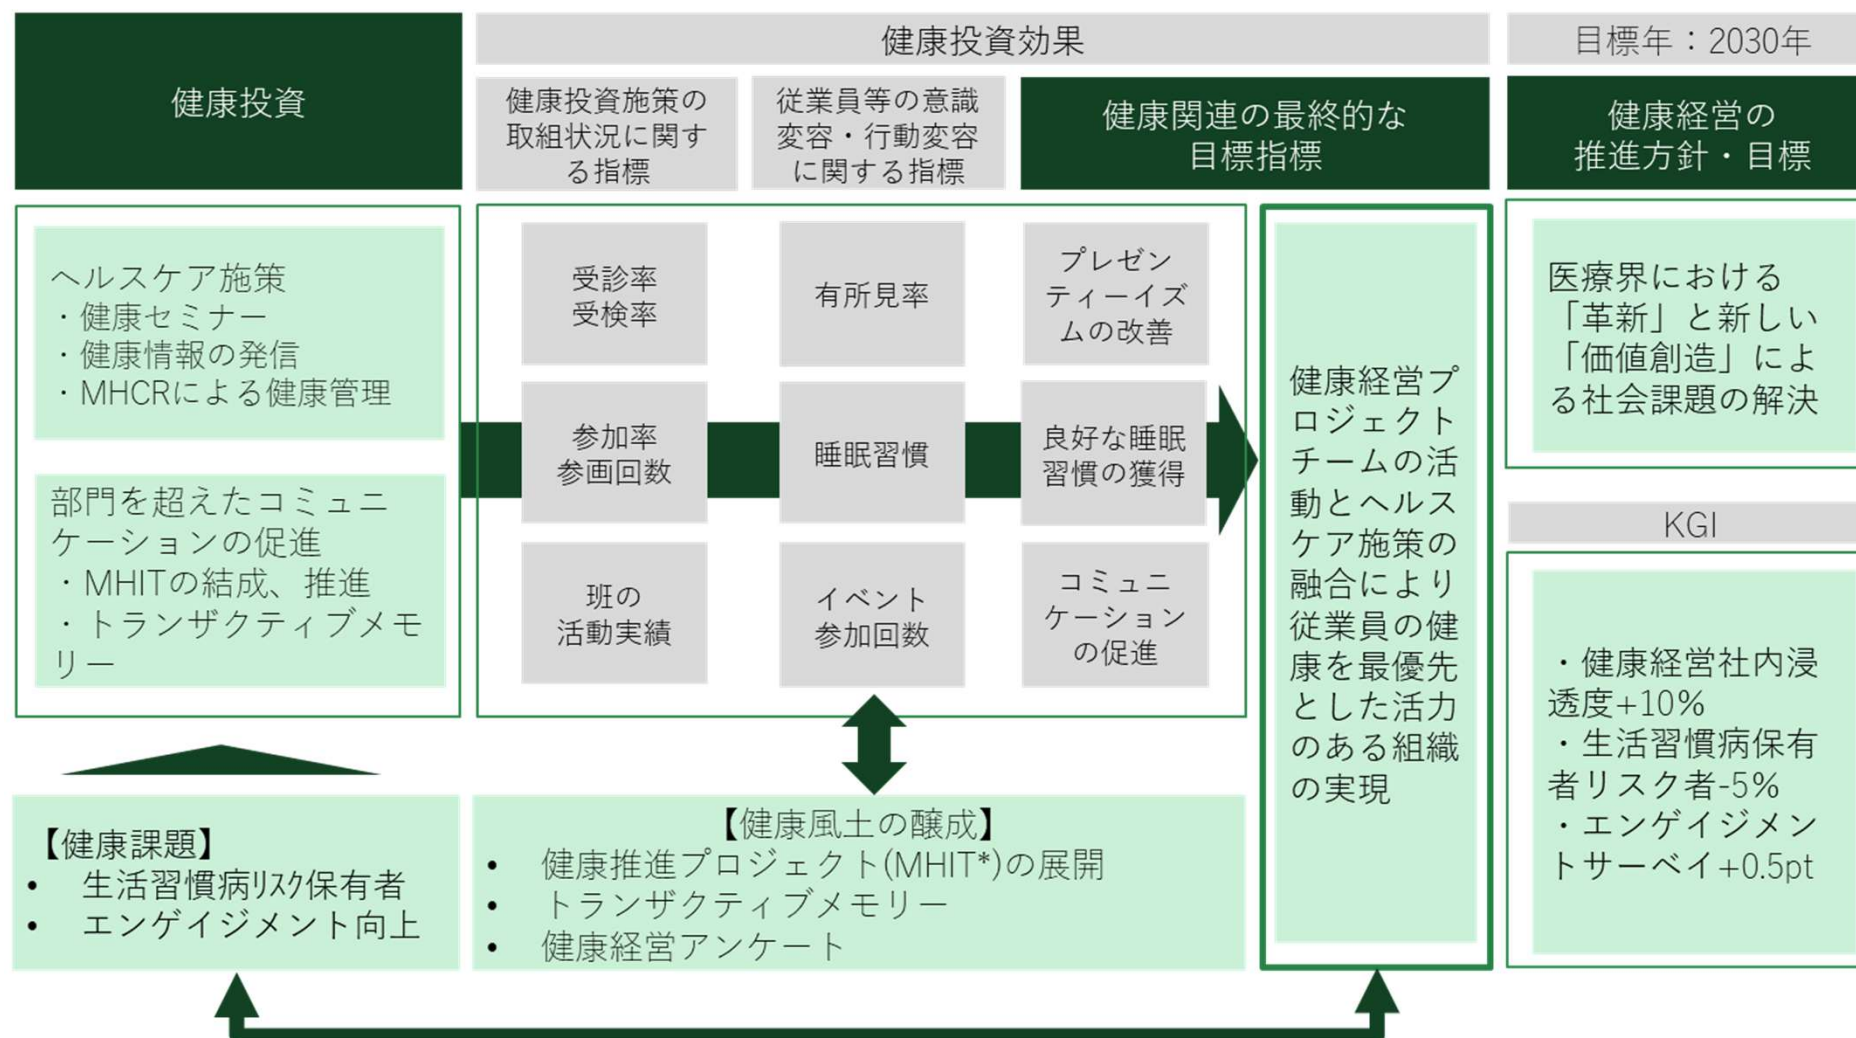 健康投資
健康投資効果
目標年：2030年
健康投資施策の
取組状況に関す
る指標
従業員等の意識
変容・行動変容
に関する指標
健康関連の最終的な
目標指標
健康経営の
推進方針・目標
ヘルスケア施策
・健康セミナー
・健康情報の発信
・MHCRによる健康管理
部門を超えたコミュニ
ケーションの促進
・MHITの結成、推進
・トランザクティブメモ
リー
受診率
受検率
有所見率
プレゼン
ティーイズ
ムの改善
参加率
参画回数
睡眠習慣
良好な睡眠
習慣の獲得
班の
活動実績
イベント
参加回数
コミュニ
ケーション
の促進
健康経営プ
ロジェクト
チームの活
動とヘルス
ケア施策の
融合により
従業員の健
康を最優先
とした活力
のある組織
の実現
医療界における
「革新」と新しい
「価値創造」によ
る社会課題の解決
KGI
・健康経営社内浸
透度+10%
・生活習慣病保有
者リスク者-5%
・エンゲイジメン
トサーベイ+0.5pt
【健康課題】
• 生活習慣病ﾘｽｸ保有者
• エンゲイジメント向上
【健康風土の醸成】
• 健康推進プロジェクト(MHIT*)の展開
• トランザクティブメモリー
• 健康経営アンケート